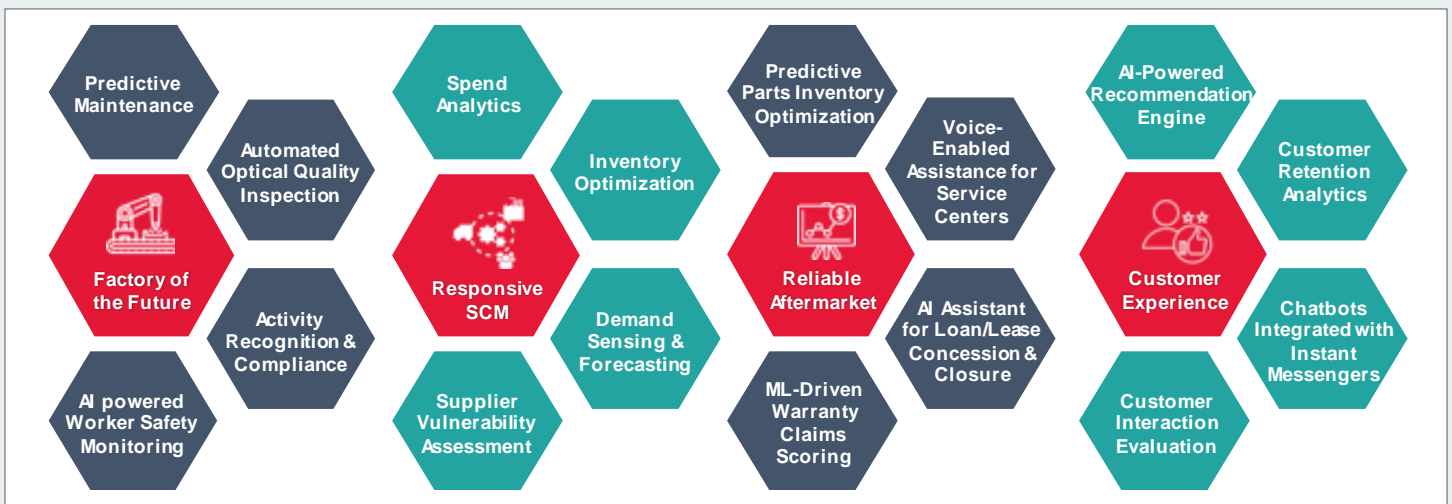 Predictive
Maintenance
Automated
Optical Quality
Inspection
Factory of
the Future
Activity
Recognition &
Compliance
AI powered
Worker Safety
Monitoring
Spend
Analytics
Inventory
Optimization
Responsive
SCM
Demand
Sensing &
Forecasting
Supplier
Vulnerability
Assessment
Predictive
Parts Inventory
Optimization
Voice-
Enabled
Assistance for
Service
Centers
Reliable
Aftermarket
AI Assistant
for Loan/Lease
Concession &
Closure
ML-Driven
Warranty
Claims
Scoring
AI-Powered
Recommendation
Engine
Customer
Retention
Analytics
Customer
Experience
Chatbots
Integrated with
Instant
Messengers
Customer
Interaction
Evaluation